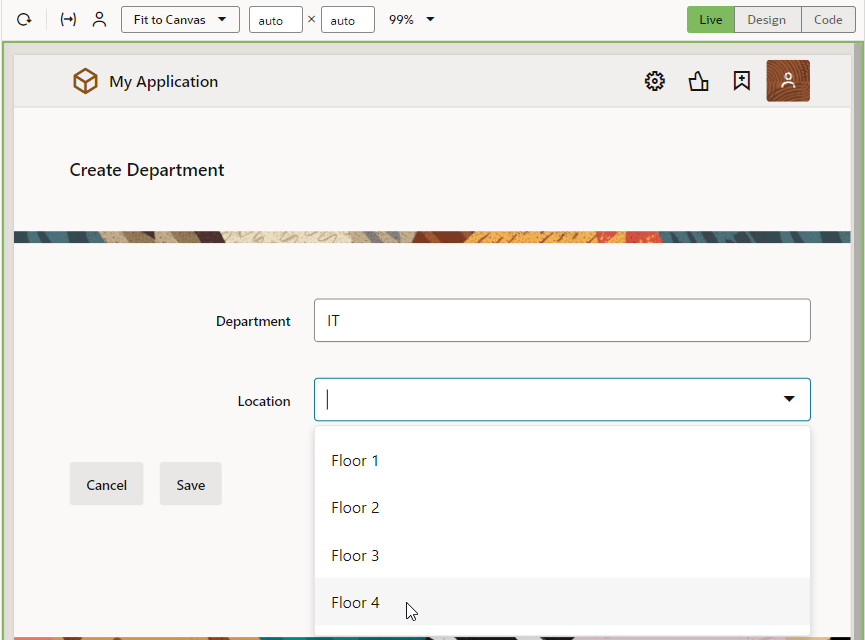 Fit to Canvas auto × auto 99% Live Design Code
My Application
Create Department
Department IT
Location
Floor 1
Cancel Save
Floor 2
Floor 3
Floor 4